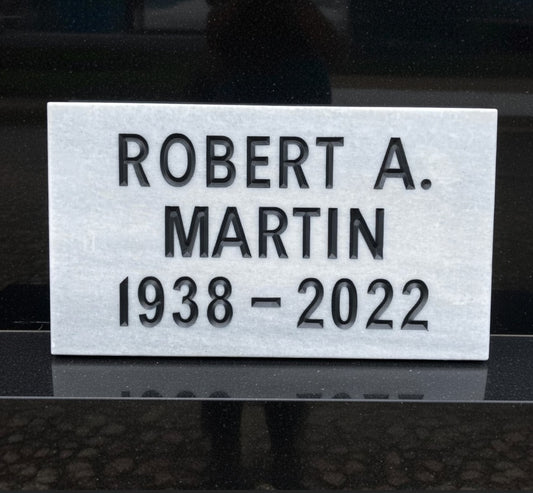 ROBERT A.
MARTIN
1938 – 2022